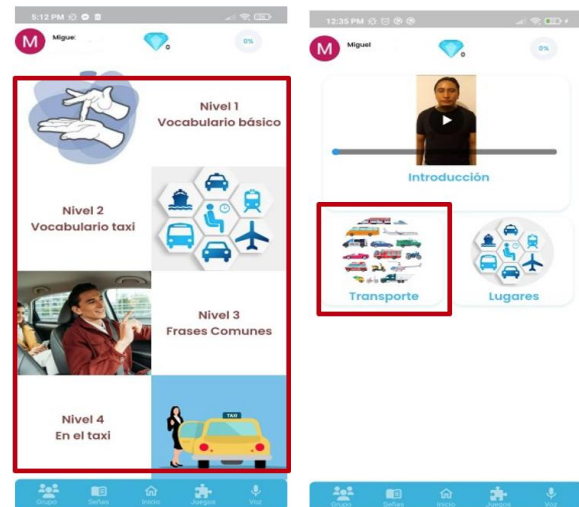 5:12 PM
M
Miguel
0
0%
Nivel 1
Vocabulario básico
Nivel 2
Vocabulario taxi
Nivel 3
Frases Comunes
TAXI
Nivel 4
En el taxi
Grupo
Señas
Inicio
Juegos
Voz
12:35 PM
M
Miguel
0
0%
Introducción
Transporte
Lugares
Grupo
Señas
Inicio
Juegos
Voz